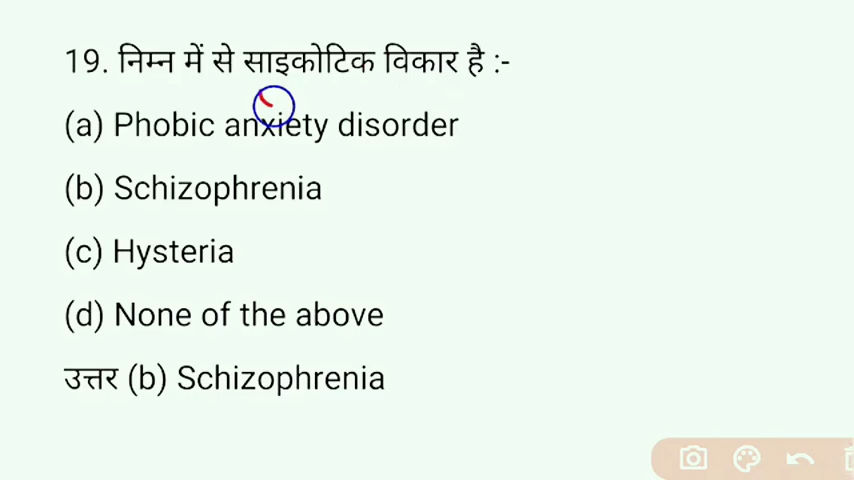 19. निम्न में से साइकोटिक विकार है :-
(a) Phobic anxiety disorder
(b) Schizophrenia
(c) Hysteria
(d) None of the above
उत्तर (b) Schizophrenia